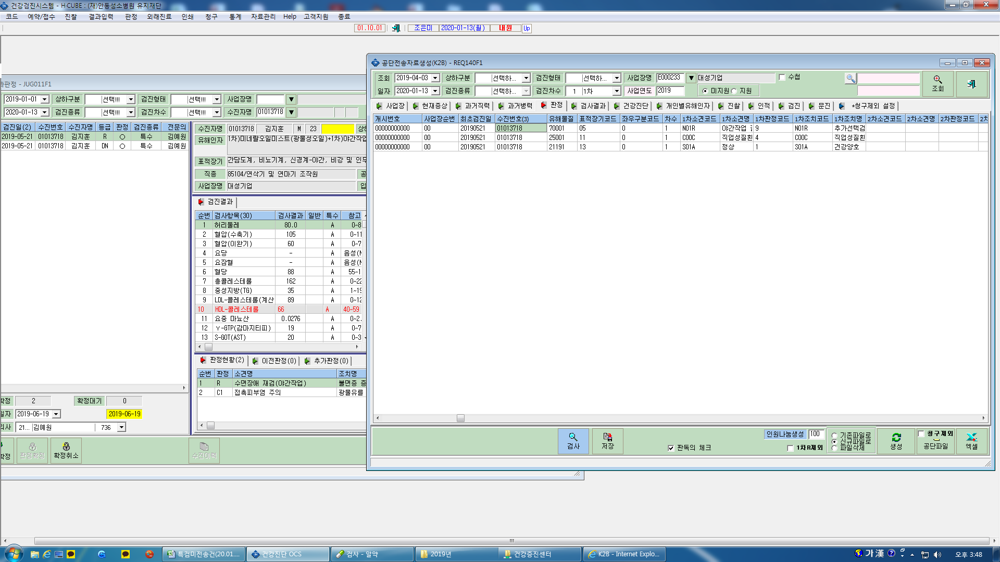 건강검진시스템 - H-CUBE : (재)안동성소병원 유지재단
코드 예약/접수 진찰 결과입력 판정 외래진료 인쇄 청구 통계 자료관리 Help 고객지원 종료
01.10.01 조은미 2020-01-13(월) 내원 Up
과판정 - JUG011F1
2019-01-01 상하구분 선택!!! 검진형태 선택!!! 사업장명
2020-01-13 검진종류 선택!!! 검진차수 선택!!! 수진자명 01013718
검진일(2) 수진번호 수진자명 등급 판정 검진종류 전문의
2019-05-21 01013718 김지훈 R ○ 특수 김예원
2019-05-21 01013718 김지훈 DN ○ 특수 김예원
수진자명 01013718 김지훈 M 23
유해인자 1차)미네랄오일미스트(광물성오일)+1차)야간작업
표적장기 간담도계, 비뇨기계, 신경계-야간, 비강 및 인두
직종 85104/연삭기 및 연마기 조작원
사업장명 대성기업
검진결과
순번 검사항목(30) 검사결과 일반 특수 참고
1 허리둘레 80.0 A 0~8
2 혈압(수축기) 105 A 0~11
3 혈압(이완기) 60 A 0~7
4 요당 - A 음성(N
5 요잠혈 - A 음성(N
6 혈당 88 A 55~1
7 총콜레스테롤 162 A 0~22
8 중성지방(TG) 35 A 1~19
9 LDL-콜레스테롤(계산 89 A 0~12
10 HDL-콜레스테롤 66 A 40~59
11 요중 마뇨산 0.0276 A 0~2.
12 γ-GTP(감마지티피) 19 A 0~7
13 S-GOT(AST) 20 A 0~3
판정현황(2) 이전판정(0) 추가판정(0)
순번 판정 소견명 조치명
1 R 수면장애 재검(야간작업) 불면증 증
2 C1 접촉피부염 주의 광물유를
확정 2 확정대기 0
일자 2019-06-19 2019-06-19
의사 21... 김예원 736
확정 판정확정 확정취소 수진이력
공단전송자료생성(K2B) - REQ140F1
조회 2019-04-03 상하구분 선택하... 검진형태 선택하... 사업장명 E000233 대성기업 수첩 조회
일자 2020-01-13 검진종류 선택하... 검진차수 1 1차 사업연도 2019 미지원 지원
사업장 현재증상 과거직력 과거병력 판정 검사결과 건강진단 개인별유해인자 진찰 인적 검진 문진 *청구제외 설정
개시번호 사업장순번 최초검진일 수진번호(3) 유해물질 표적장기코드 좌우구분코드 차수 1차소견코드 1차소견명 1차판정코드 1차조치코드 1차조치명 2차소견코드 2차소견명 2차판정코드 2차
00000000000 00 20190521 01013718 70001 05 0 1 N01R 야간작업 9 N01R 추가선택검
00000000000 00 20190521 01013718 25001 11 0 1 C00C 직업성질환 4 C00C 직업성질환
00000000000 00 20190521 01013718 21191 13 0 1 S01A 정상 1 S01A 건강양호
검사 저장 판독의 체크 인원나눔생성 100 1차R제외
기존파일로
신규파일로
파일삭제
생성 청구제외 공단파일 엑셀
특검미전송건(20.01.... 건강진단 OCS 검사 - 알약 2019년 건강증진센터 K2B - Internet Explo... 가 漢 오후 3:48